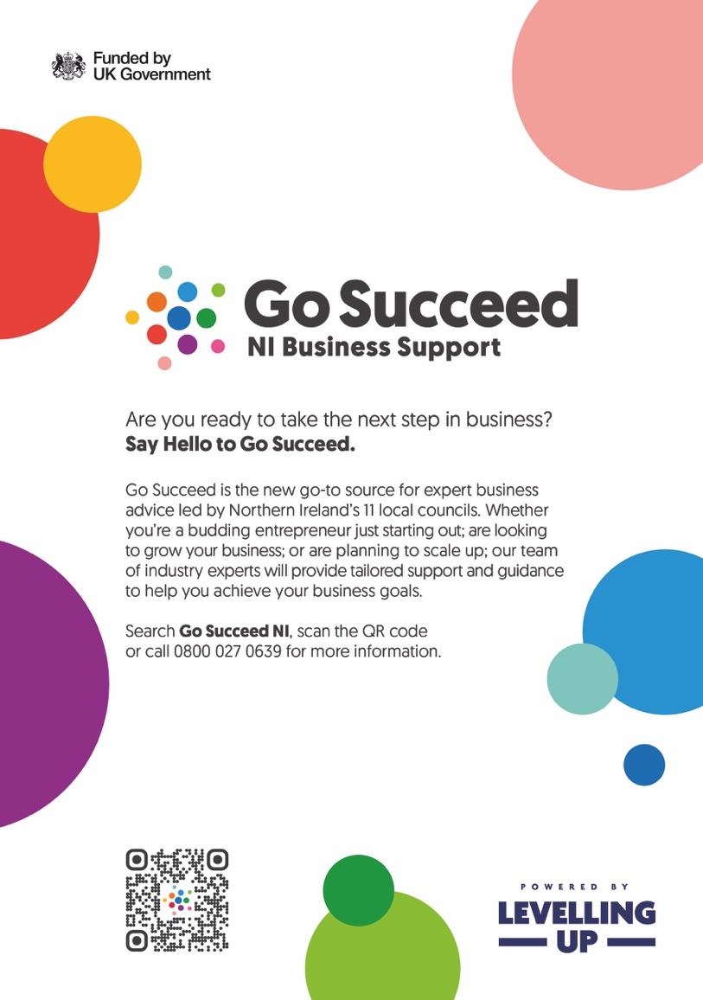 Funded by
UK Government
Go Succeed
NI Business Support
Are you ready to take the next step in business?
Say Hello to Go Succeed.
Go Succeed is the new go-to source for expert business
advice led by Northern Ireland’s 11 local councils. Whether
you’re a budding entrepreneur just starting out; are looking
to grow your business; or are planning to scale up; our team
of industry experts will provide tailored support and guidance
to help you achieve your business goals.
Search Go Succeed NI, scan the QR code
or call 0800 027 0639 for more information.
POWERED BY
LEVELLING
UP